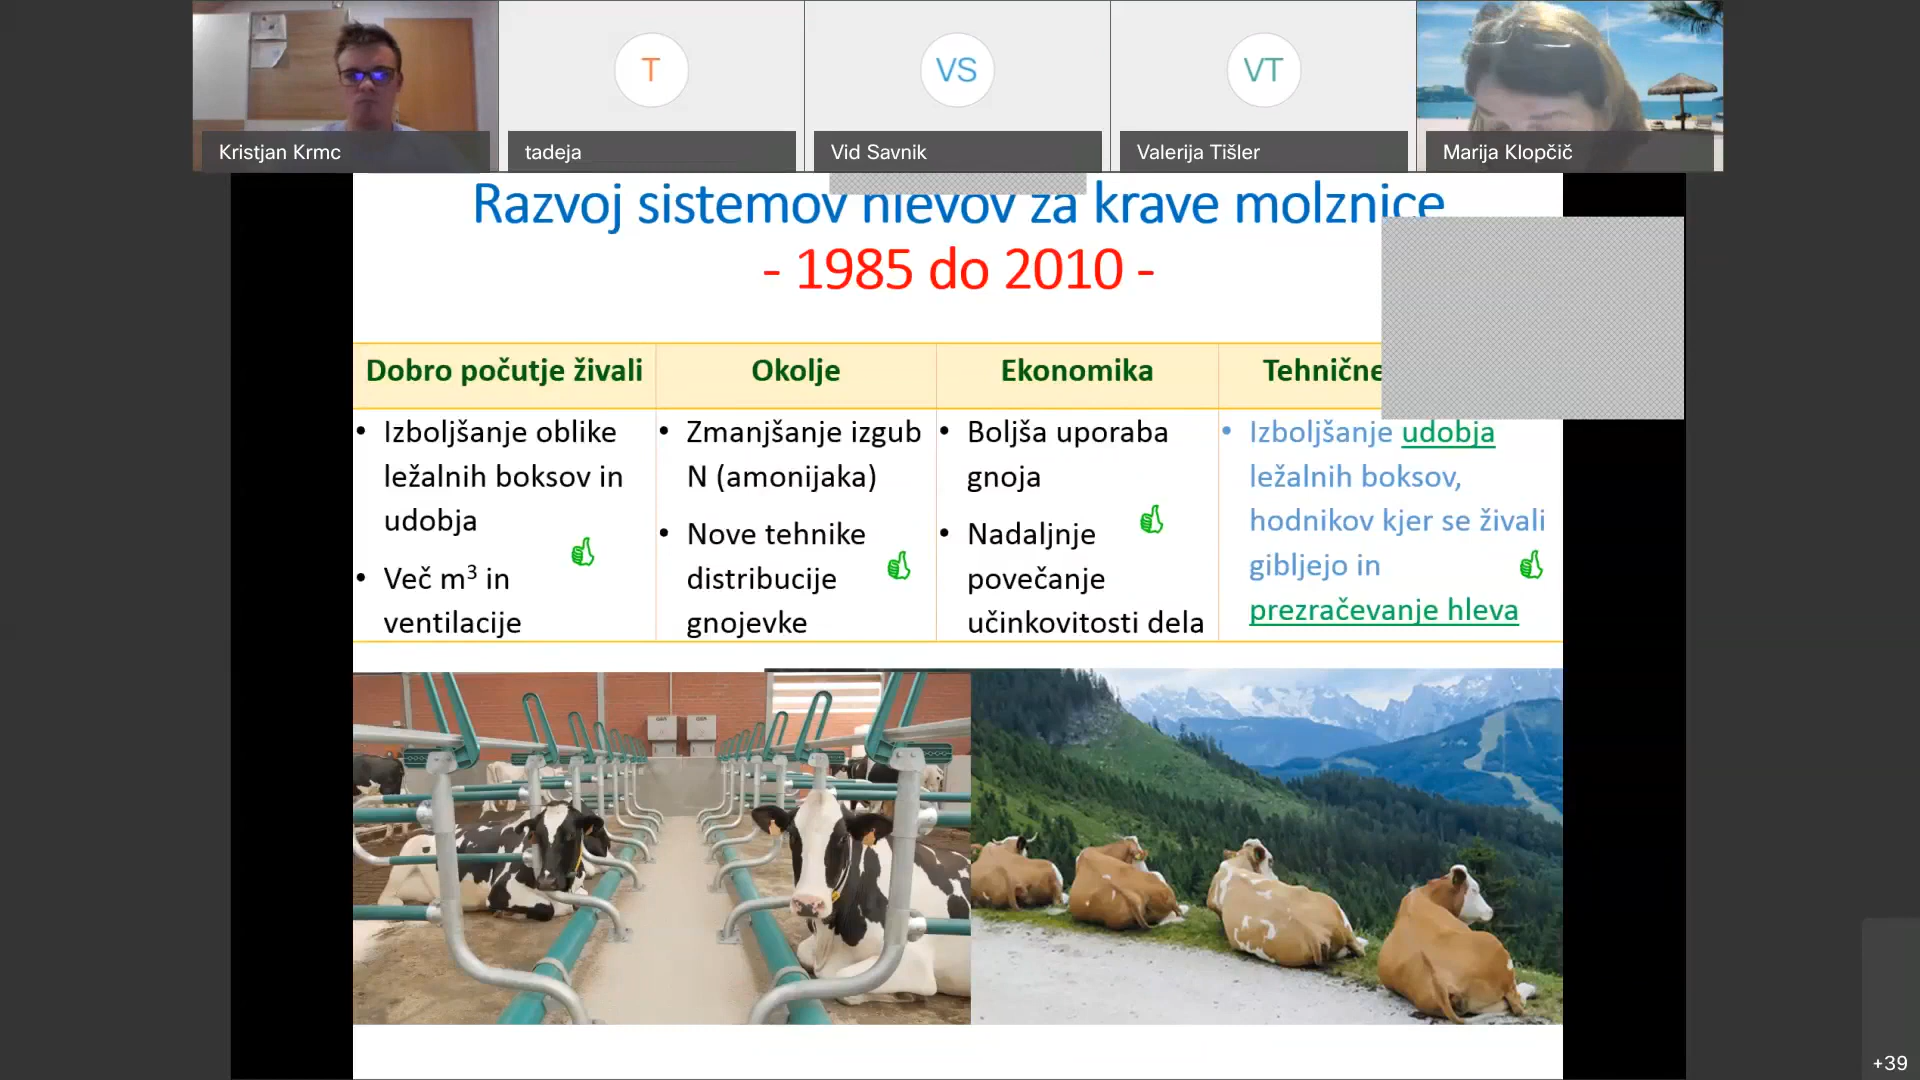 T
VS
VT
Kristjan Krmc
tadeja
Vid Savnik
Valerija Tišler
Marija Klopčič
Razvoj sistemov hlevov za krave molznice
- 1985 do 2010 -
Dobro počutje živali
Okolje
Ekonomika
Tehnične
• Izboljšanje oblike
ležalnih boksov in
udobja
• Več m³ in
ventilacije
• Zmanjšanje izgub
N (amonijaka)
• Nove tehnike
distribucije
gnojevke
• Boljša uporaba
gnoja
• Nadaljnje
povečanje
učinkovitosti dela
• Izboljšanje udobja
ležalnih boksov,
hodnikov kjer se živali
gibljejo in
prezračevanje hleva
+39